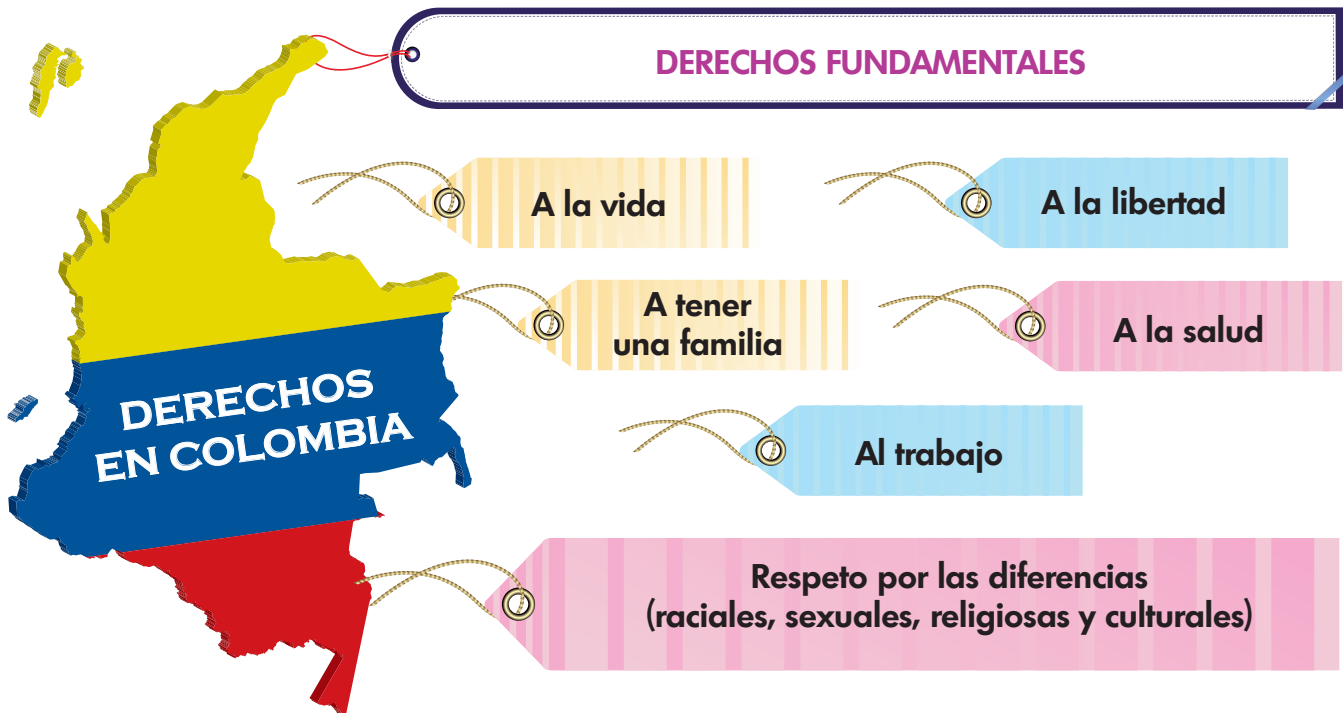 DERECHOS FUNDAMENTALES
A la vida
A la libertad
A tener
una familia
A la salud
DERECHOS
EN COLOMBIA
Al trabajo
Respeto por las diferencias
(raciales, sexuales, religiosas y culturales)